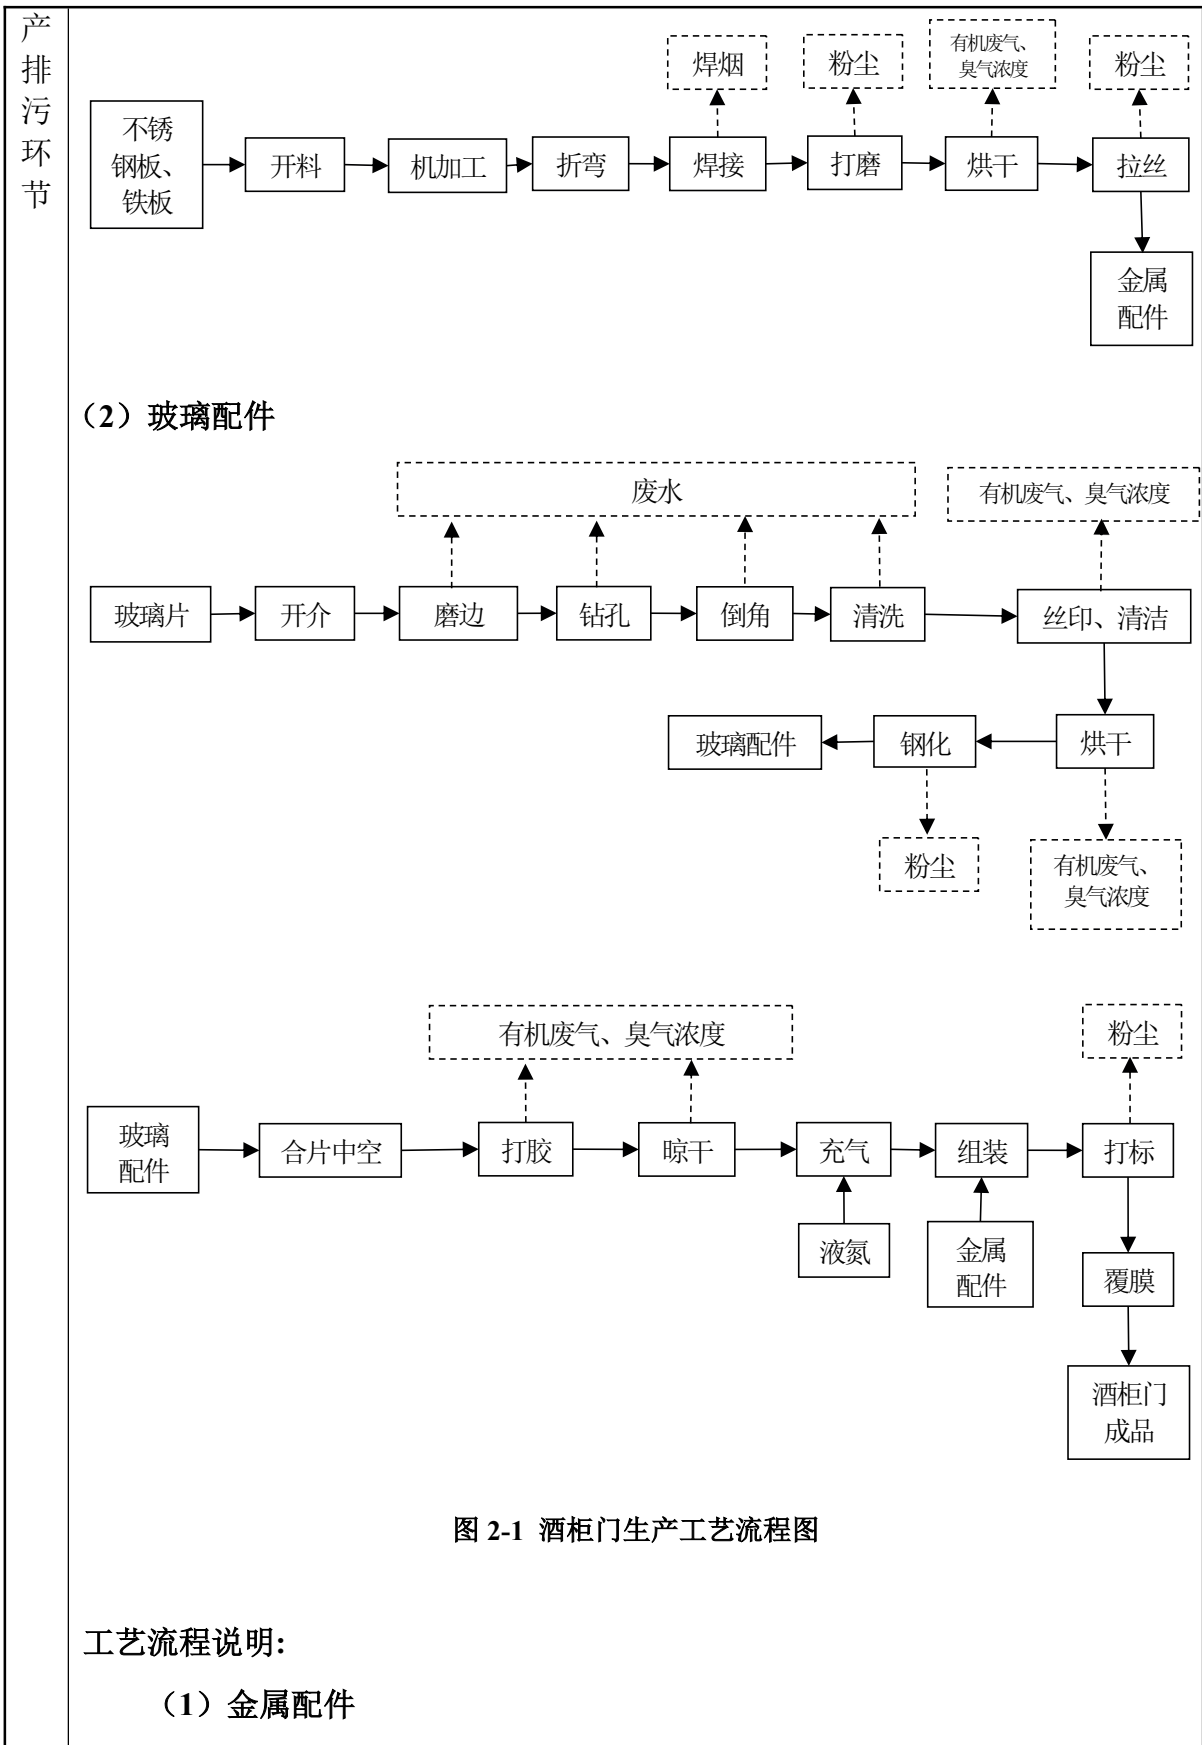 产
排
污
环
节
焊烟
粉尘
有机废气、
臭气浓度
粉尘
不锈
钢板、
铁板
开料
机加工
折弯
焊接
打磨
烘干
拉丝
金属
配件
（2）玻璃配件
废水
有机废气、臭气浓度
玻璃片
开介
磨边
钻孔
倒角
清洗
丝印、清洁
玻璃配件
钢化
烘干
粉尘
有机废气、
臭气浓度
有机废气、臭气浓度
粉尘
玻璃
配件
合片中空
打胶
晾干
充气
组装
打标
液氮
金属
配件
覆膜
酒柜门
成品
图 2-1 酒柜门生产工艺流程图
工艺流程说明:
（1）金属配件